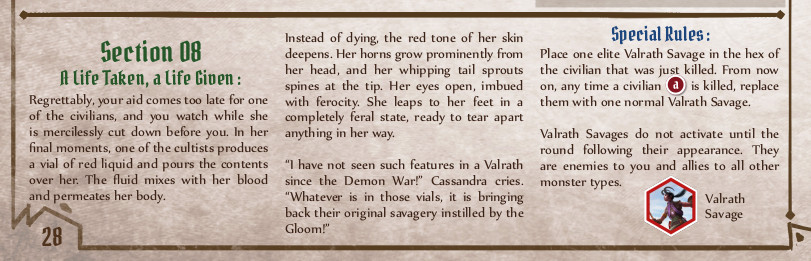 Section 08
A Life Taken, a Life Given:
Regrettably, your aid comes too late for one
of the civilians, and you watch while she
is mercilessly cut down before you. In her
final moments, one of the cultists produces
a vial of red liquid and pours the contents
over her. The fluid mixes with her blood
and permeates her body.
Instead of dying, the red tone of her skin
deepens. Her horns grow prominently from
her head, and her whipping tail sprouts
spines at the tip. Her eyes open, imbued
with ferocity. She leaps to her feet in a
completely feral state, ready to tear apart
anything in her way.
“I have not seen such features in a Valrath
since the Demon War!” Cassandra cries.
“Whatever is in those vials, it is bringing
back their original savagery instilled by the
Gloom!”
Special Rules:
Place one elite Valrath Savage in the hex of
the civilian that was just killed. From now
on, any time a civilian a is killed, replace
them with one normal Valrath Savage.
Valrath Savages do not activate until the
round following their appearance. They
are enemies to you and allies to all other
monster types.
Valrath
Savage
28